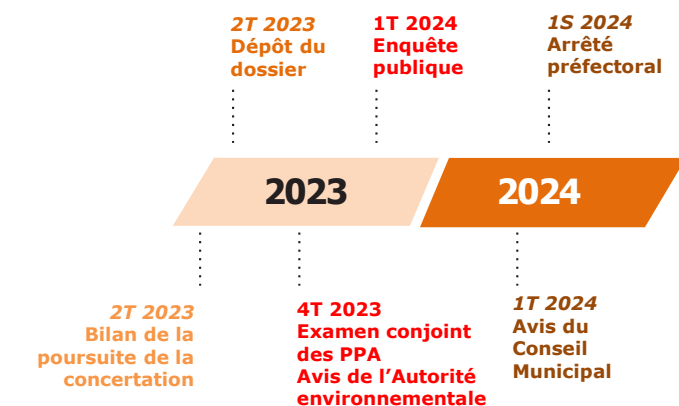 2T 2023
Dépôt du
dossier
1T 2024
Enquête
publique
1S 2024
Arrêté
préfectoral
2023
2024
2T 2023
Bilan de la
poursuite de la
concertation
4T 2023
Examen conjoint
des PPA
Avis de l’Autorité
environnementale
1T 2024
Avis du
Conseil
Municipal